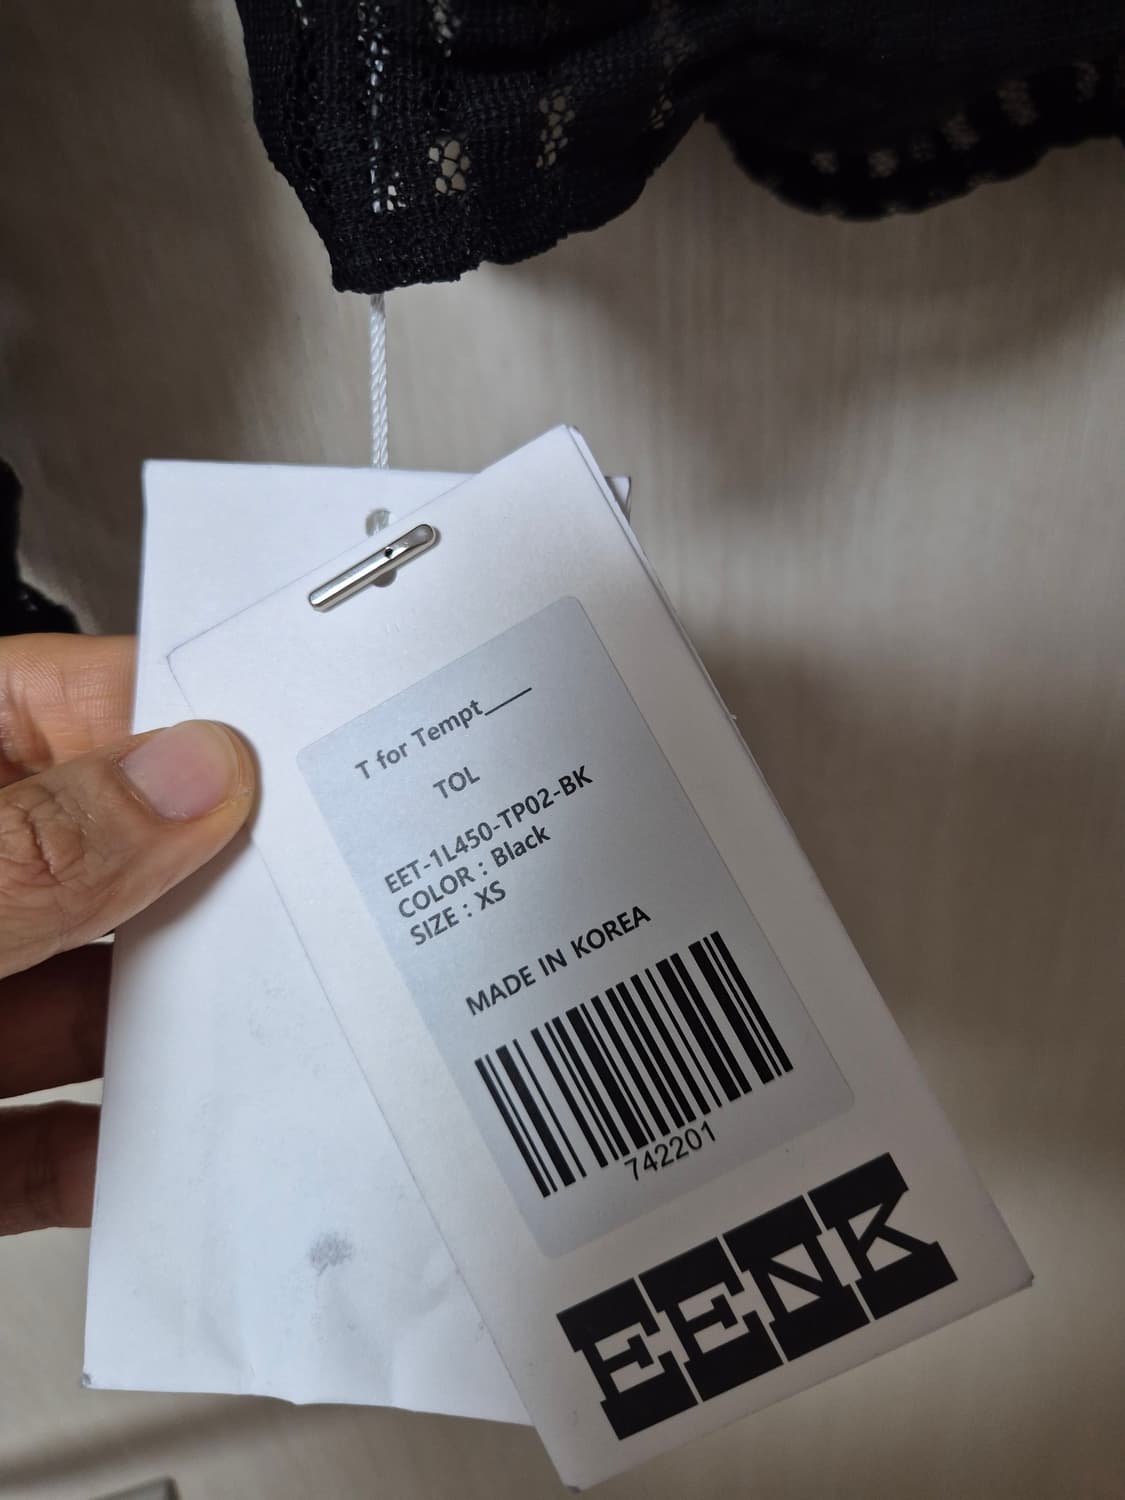 T for Tempt____
TOL
EET-1L450-TP02-BK
COLOR : Black
SIZE : XS
MADE IN KOREA
742201
EENK